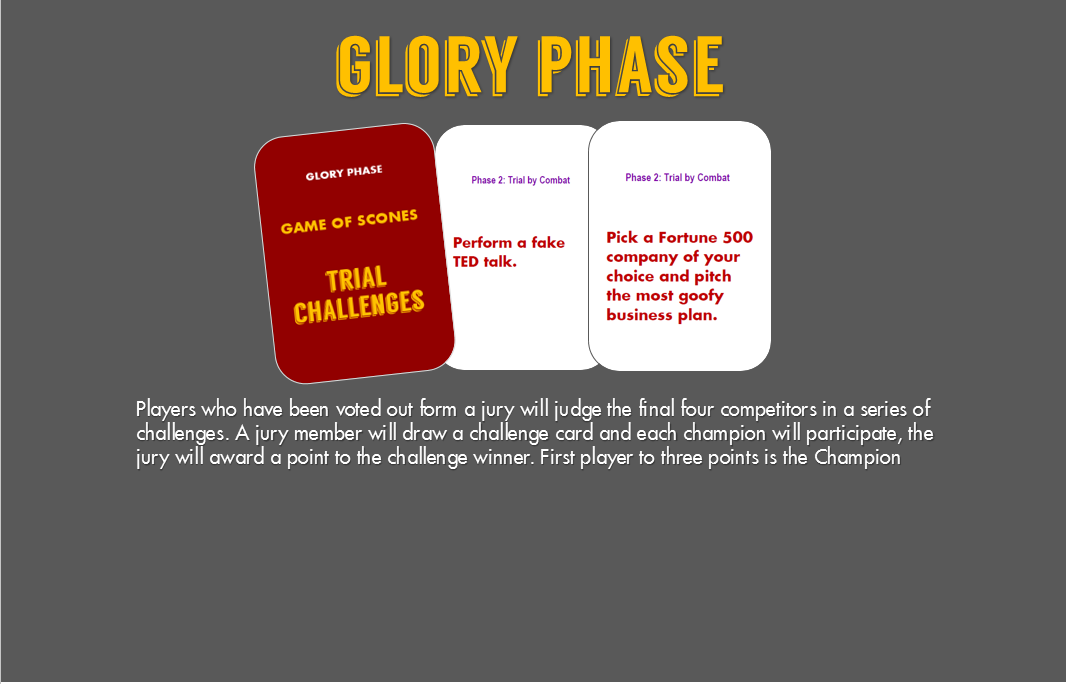 GLORY PHASE
GLORY PHASE
GAME OF SCONES
TRIAL
CHALLENGES
Phase 2: Trial by Combat
Perform a fake
TED talk.
Phase 2: Trial by Combat
Pick a Fortune 500
company of your
choice and pitch
the most goofy
business plan.
Players who have been voted out form a jury will judge the final four competitors in a series of
challenges. A jury member will draw a challenge card and each champion will participate, the
jury will award a point to the challenge winner. First player to three points is the Champion